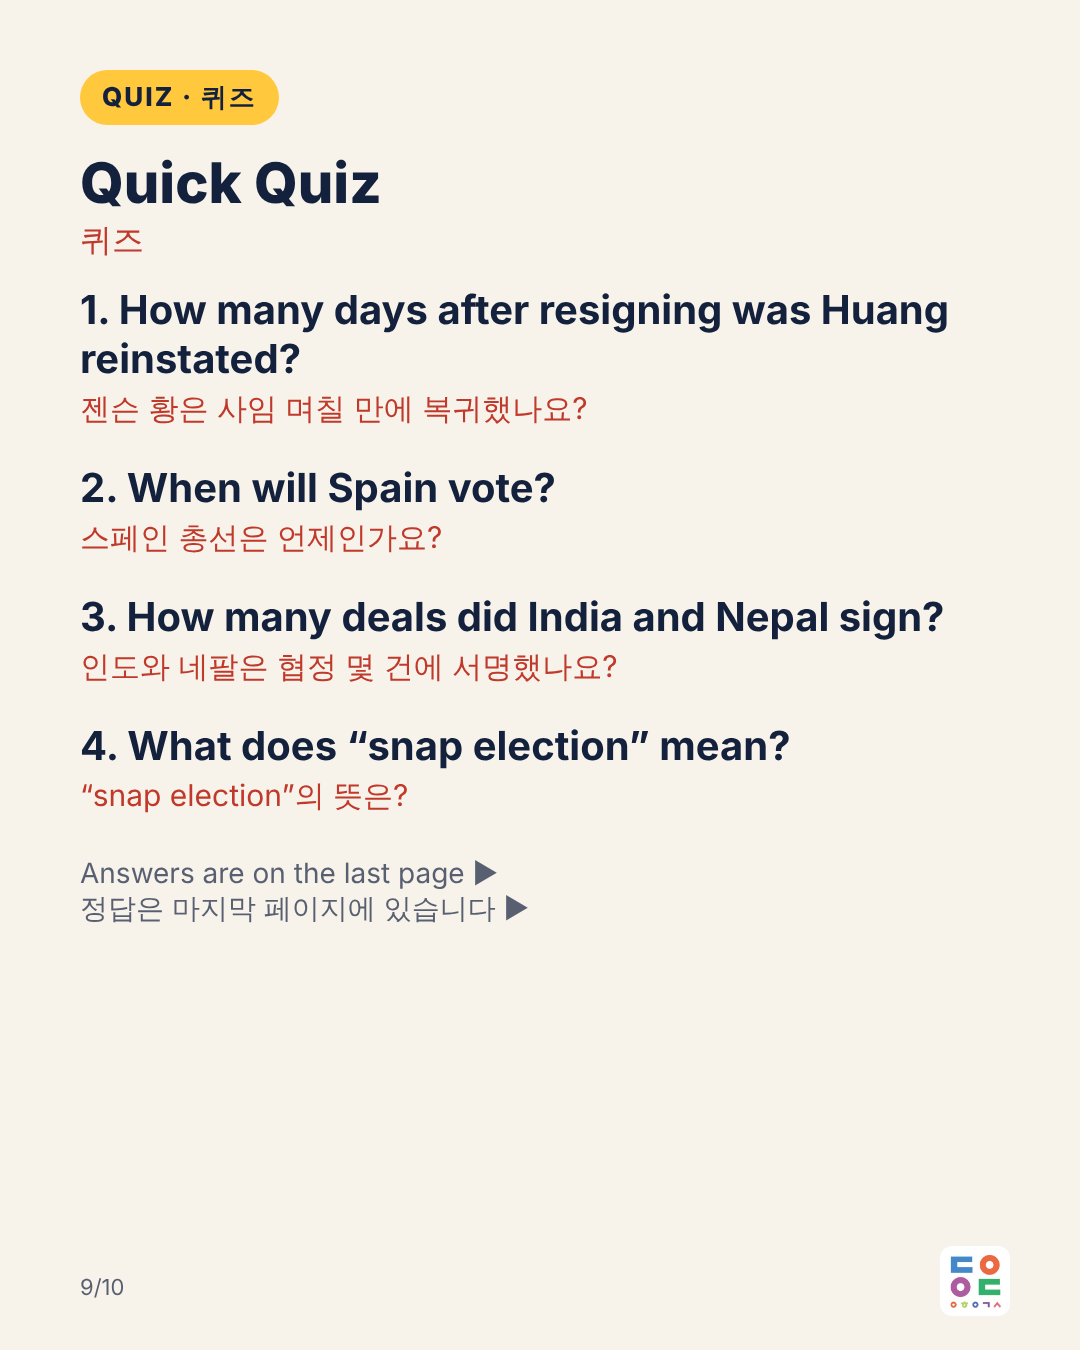 QUIZ · 퀴즈
Quick Quiz
퀴즈
1. How many days after resigning was Huang
reinstated?
젠슨 황은 사임 며칠 만에 복귀했나요?
2. When will Spain vote?
스페인 총선은 언제인가요?
3. How many deals did India and Nepal sign?
인도와 네팔은 협정 몇 건에 서명했나요?
4. What does “snap election” mean?
“snap election”의 뜻은?
Answers are on the last page ▶
정답은 마지막 페이지에 있습니다 ▶
9/10